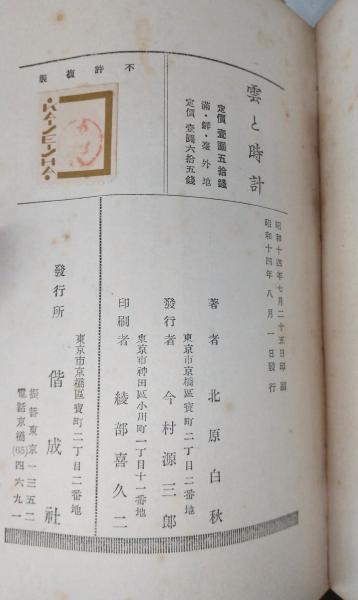 雲と時計
定價 壹圓五拾錢
滿・鮮・臺・外地
定價 壹圓六拾五錢
不許複製
KAISEISHA
昭和十四年七月二十五日印刷
昭和十四年八月一日發行
著者 北原白秋
東京市京橋區寶町二丁目二番地
發行者 今村源三郎
東京市神田區小川町一丁目十一番地
印刷者 綾部喜久二
東京市京橋區寶町二丁目二番地
發行所 偕成社
振替東京一三五二
電話京橋(65)四六九一